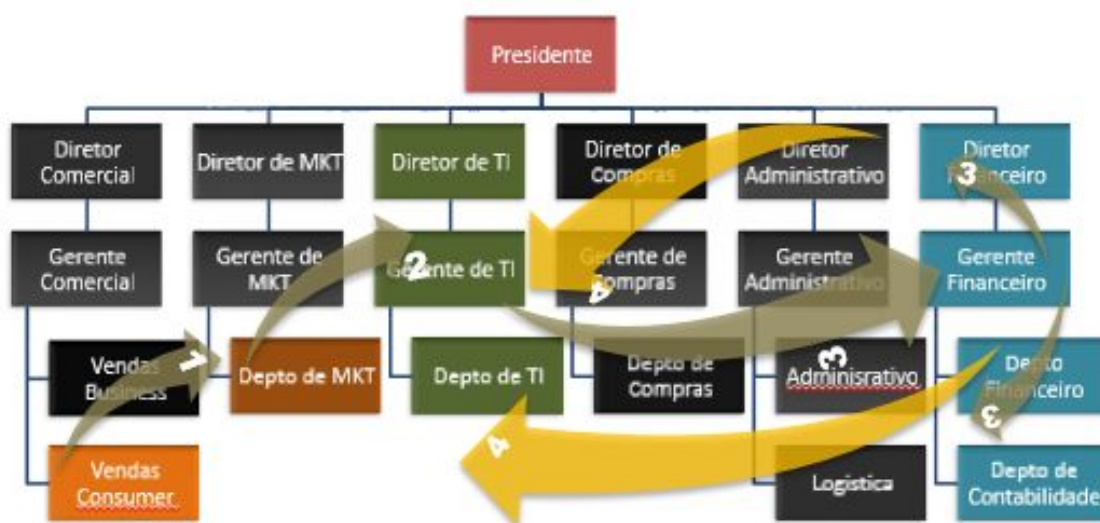 Presidente
Diretor
Comercial
Diretor de MKT
Diretor de TI
Diretor de
Compras
Diretor
Administrativo
Diretor
Financeiro
3
Gerente
Comercial
Gerente de
MKT
Gerente de TI
2
Gerente de
Compras
4
Gerente
Administrativo
Gerente
Financeiro
Vendas
Business
1
Depto de MKT
Depto de TI
Depto de
Compras
3
Adminisrativo
Depto
Financeiro
3
Vendas
Consumer
4
Logistica
Depto de
Contabilidade